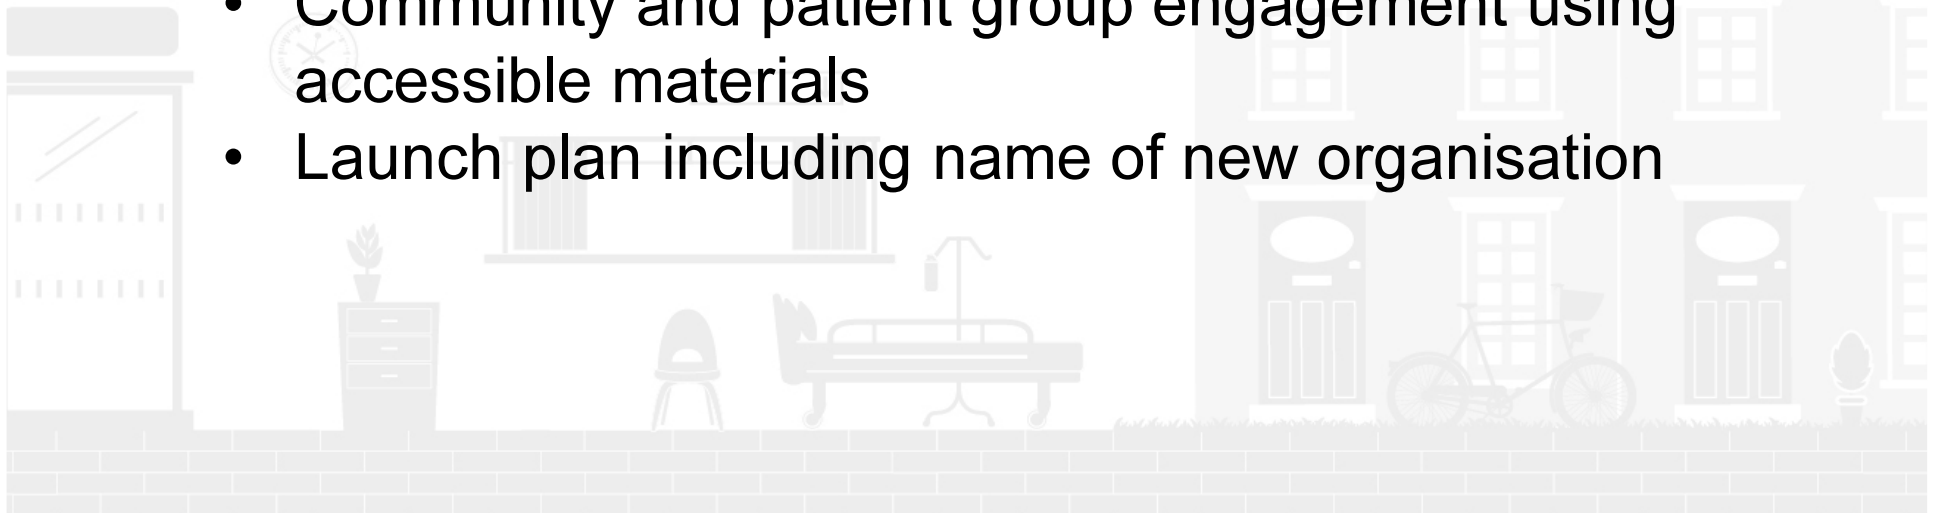 • Community and patient group engagement using
accessible materials
• Launch plan including name of new organisation